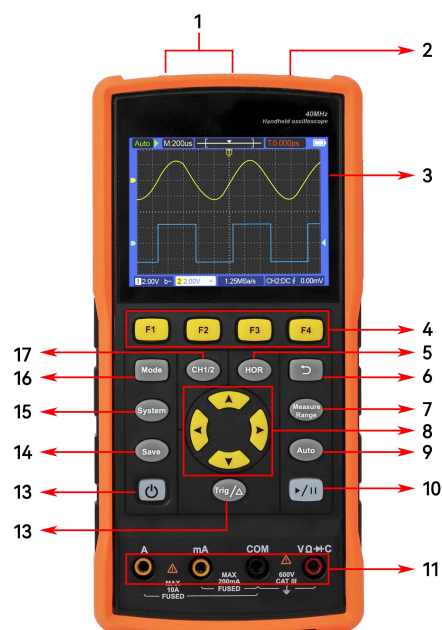 1
2
40MHz
Handheld oscilloscope
Auto M:200us T T:0.000ps
3
1 2.00V 2 2.00V ~ 1.25MSa/s CH2:DC 0.00mV
F1 F2 F3 F4
4
17
5
Mode CH1/2 HOR
16
6
System Measure
Range
15
7
8
Save Auto
14
9
13
Trig/△
10
13
A mA COM VΩ C
11
MAX
10A
FUSED
MAX
200mA
FUSED
600V
CAT III